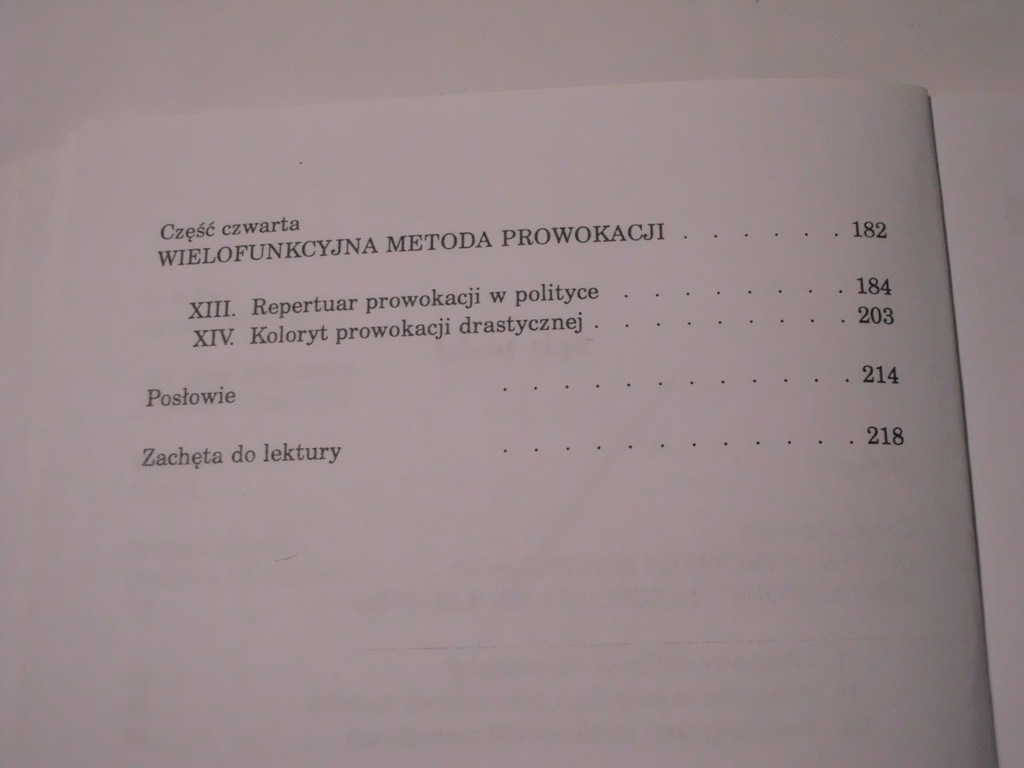 Część czwarta
WIELOFUNKCYJNA METODA PROWOKACJI . . . . . . 182
XIII. Repertuar prowokacji w polityce . . . . . . . . 184
XIV. Koloryt prowokacji drastycznej . . . . . . . . . 203
Posłowie . . . . . . . . . . . . 214
Zachęta do lektury . . . . . . . . . . . . 218